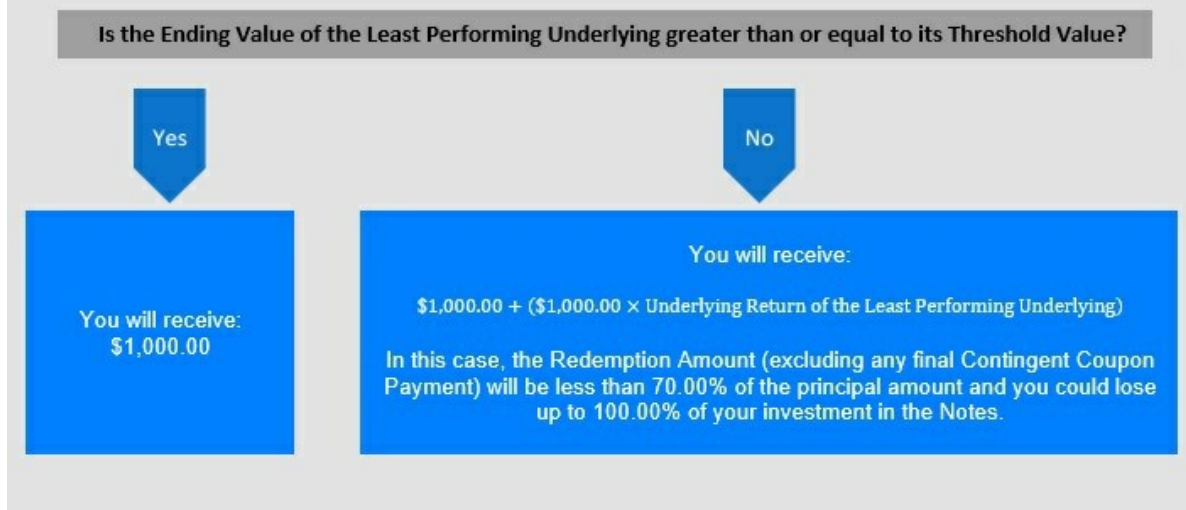 Is the Ending Value of the Least Performing Underlying greater than or equal to its Threshold Value?
Yes
No
You will receive:
$1,000.00
You will receive:
$1,000.00 + ($1,000.00 × Underlying Return of the Least Performing Underlying)
In this case, the Redemption Amount (excluding any final Contingent Coupon
Payment) will be less than 70.00% of the principal amount and you could lose
up to 100.00% of your investment in the Notes.